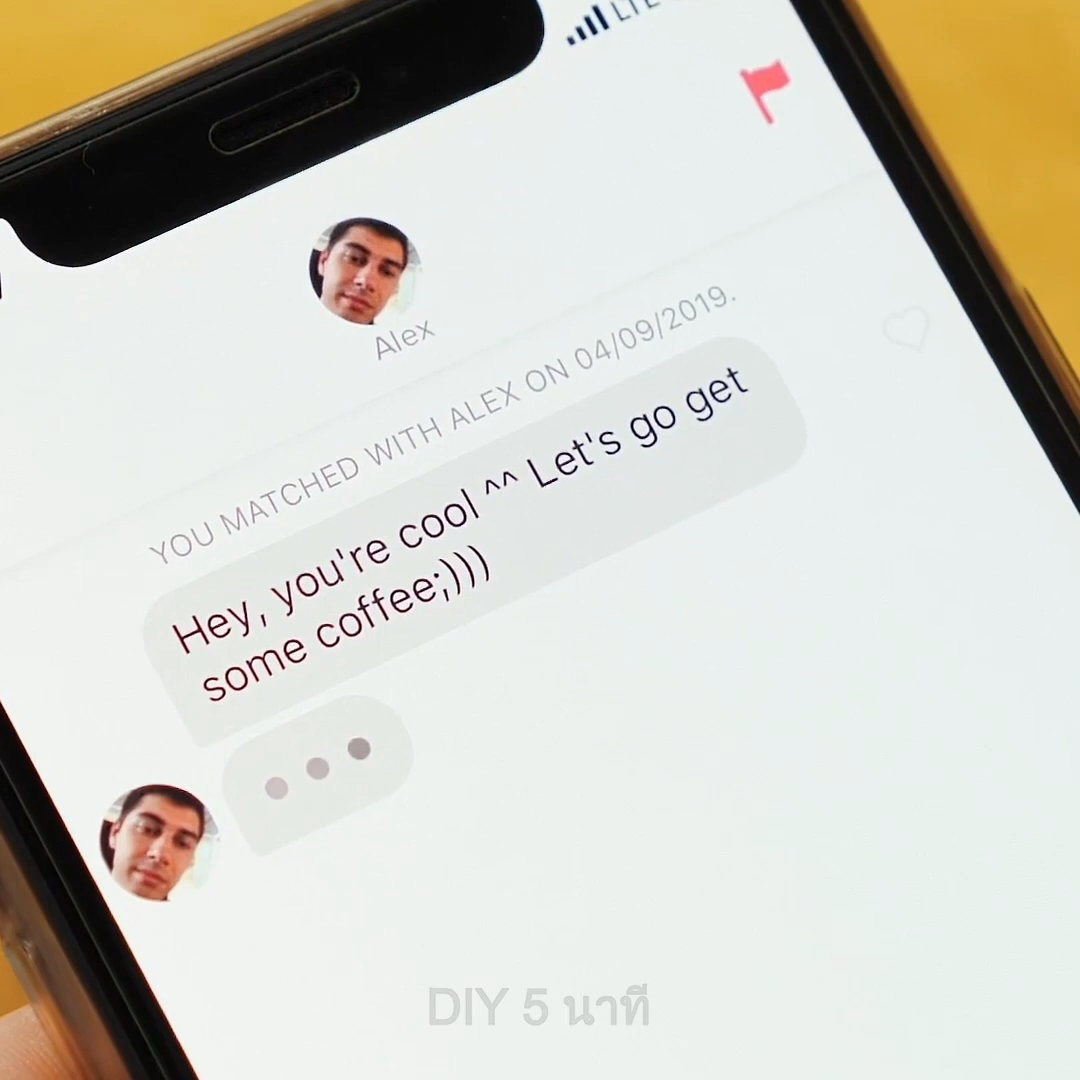 LTE
Alex
YOU MATCHED WITH ALEX ON 04/09/2019.
Hey, you're cool ^^ Let's go get
some coffee;)))
DIY 5 นาที